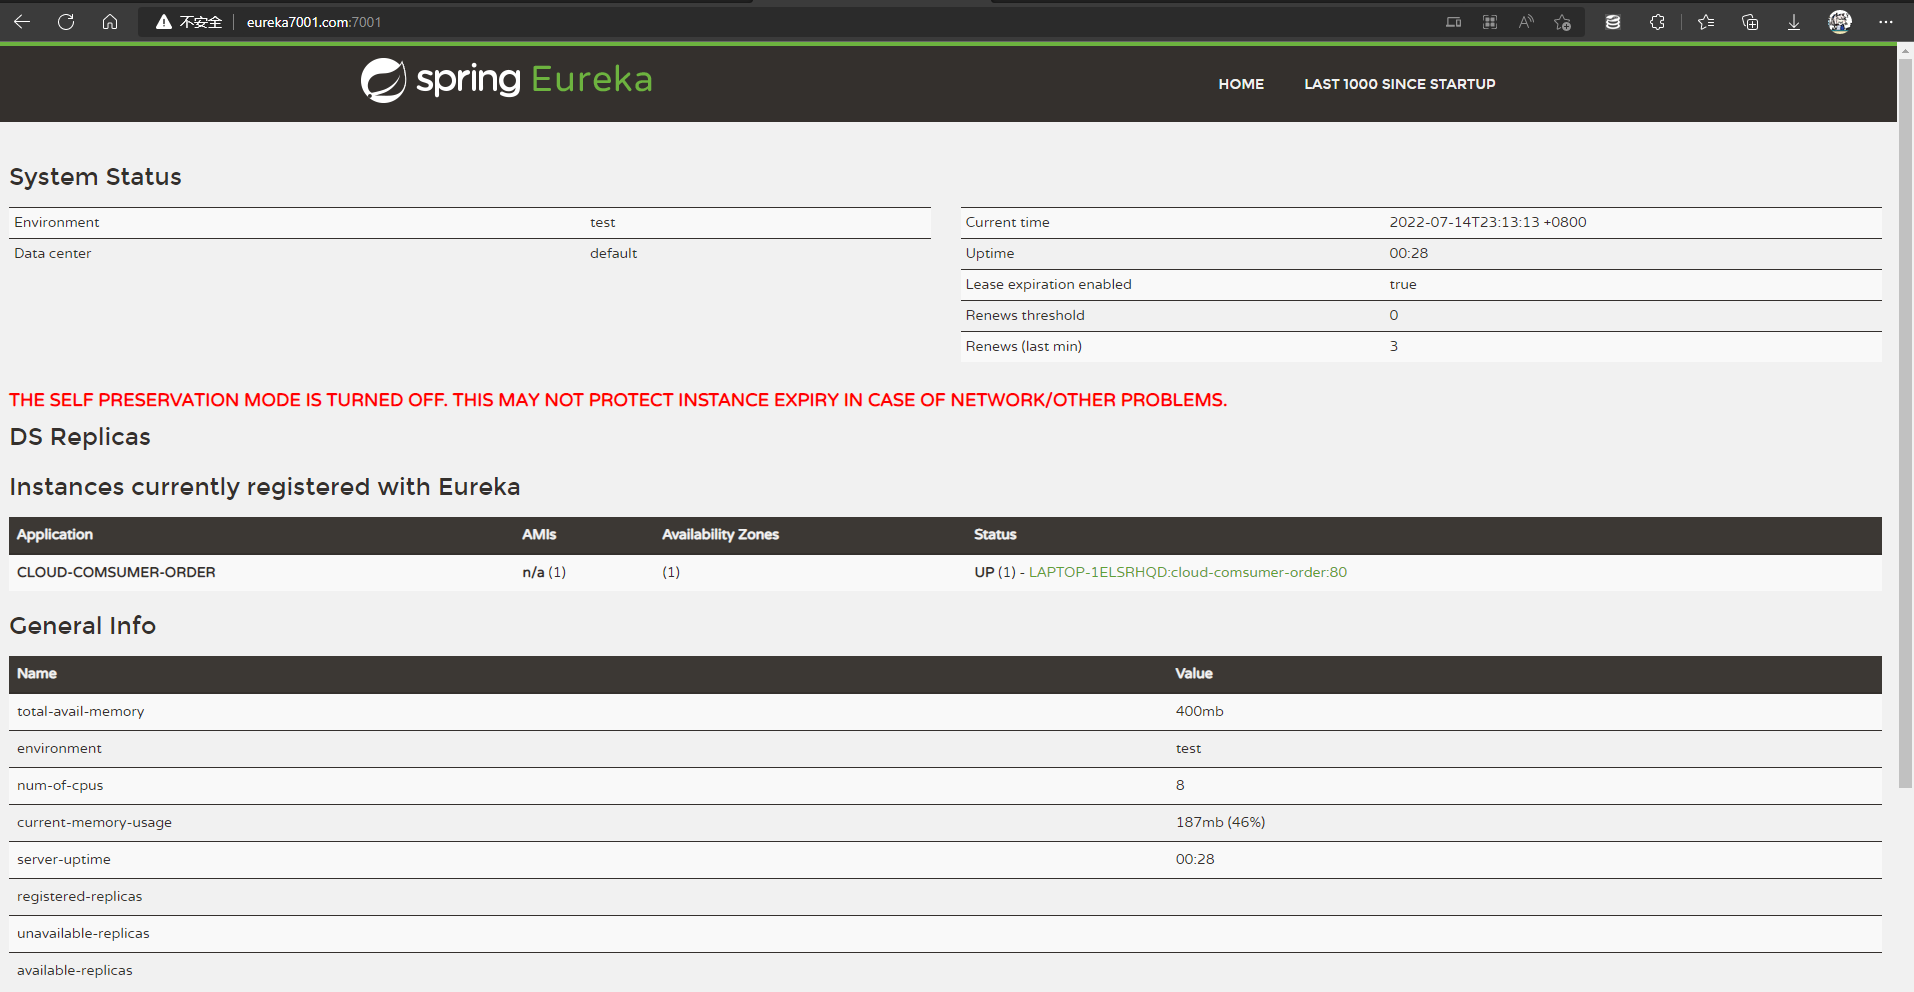 不安全 eureka7001.com:7001
spring Eureka HOME LAST 1000 SINCE STARTUP
System Status
Environment test
Data center default
Current time 2022-07-14T23:13:13 +0800
Uptime 00:28
Lease expiration enabled true
Renews threshold 0
Renews (last min) 3
THE SELF PRESERVATION MODE IS TURNED OFF. THIS MAY NOT PROTECT INSTANCE EXPIRY IN CASE OF NETWORK/OTHER PROBLEMS.
DS Replicas
Instances currently registered with Eureka
Application AMIs Availability Zones Status
CLOUD-COMSUMER-ORDER n/a (1) (1) UP (1) - LAPTOP-1ELSRHQD:cloud-comsumer-order:80
General Info
Name Value
total-avail-memory 400mb
environment test
num-of-cpus 8
current-memory-usage 187mb (46%)
server-uptime 00:28
registered-replicas
unavailable-replicas
available-replicas